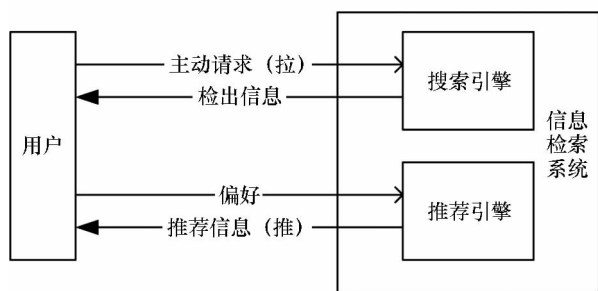 主动请求（拉）
检出信息
搜索引擎
用户
信息
检索
系统
偏好
推荐信息（推）
推荐引擎